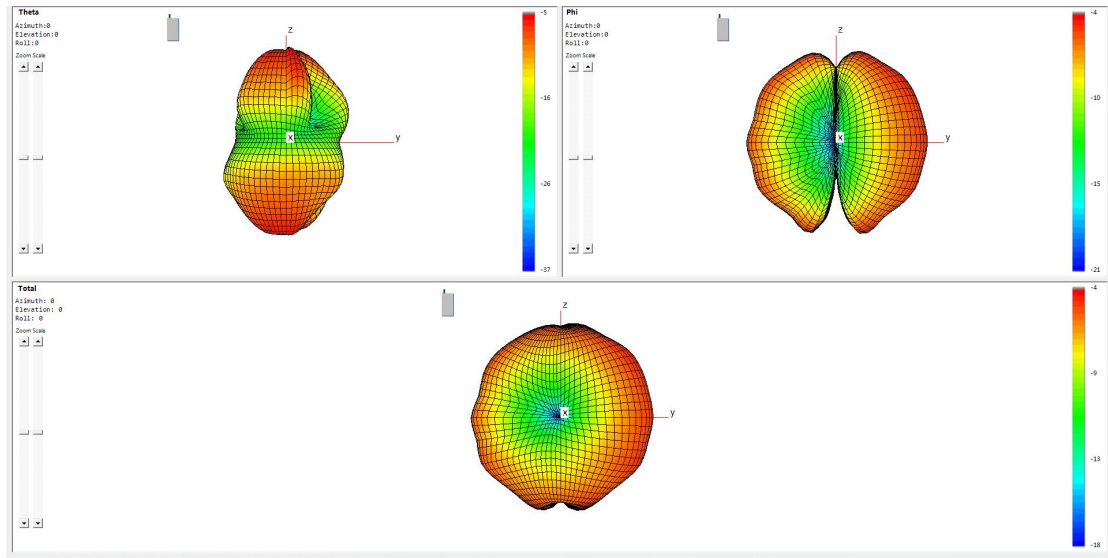 Theta
Azimuth:0
Elevation:0
Roll:0
Zoom Scale
z
y
x
-5
-16
-26
-37
Phi
Azimuth:0
Elevation:0
Roll:0
Zoom Scale
z
y
x
-4
-10
-15
-21
Total
Azimuth: 0
Elevation: 0
Roll: 0
Zoom Scale
z
x
y
-4
-9
-13
-18